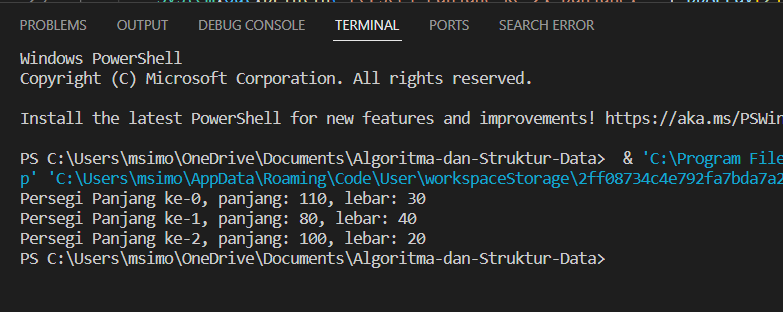 PROBLEMS OUTPUT DEBUG CONSOLE TERMINAL PORTS SEARCH ERROR
Windows PowerShell
Copyright (C) Microsoft Corporation. All rights reserved.
Install the latest PowerShell for new features and improvements! https://aka.ms/PSWin
PS C:\Users\msimo\OneDrive\Documents\Algoritma-dan-Struktur-Data> & 'C:\Program File
p' 'C:\Users\msimo\AppData\Roaming\Code\User\workspaceStorage\2ff08734c4e792fa7bda7a2
Persegi Panjang ke-0, panjang: 110, lebar: 30
Persegi Panjang ke-1, panjang: 80, lebar: 40
Persegi Panjang ke-2, panjang: 100, lebar: 20
PS C:\Users\msimo\OneDrive\Documents\Algoritma-dan-Struktur-Data>